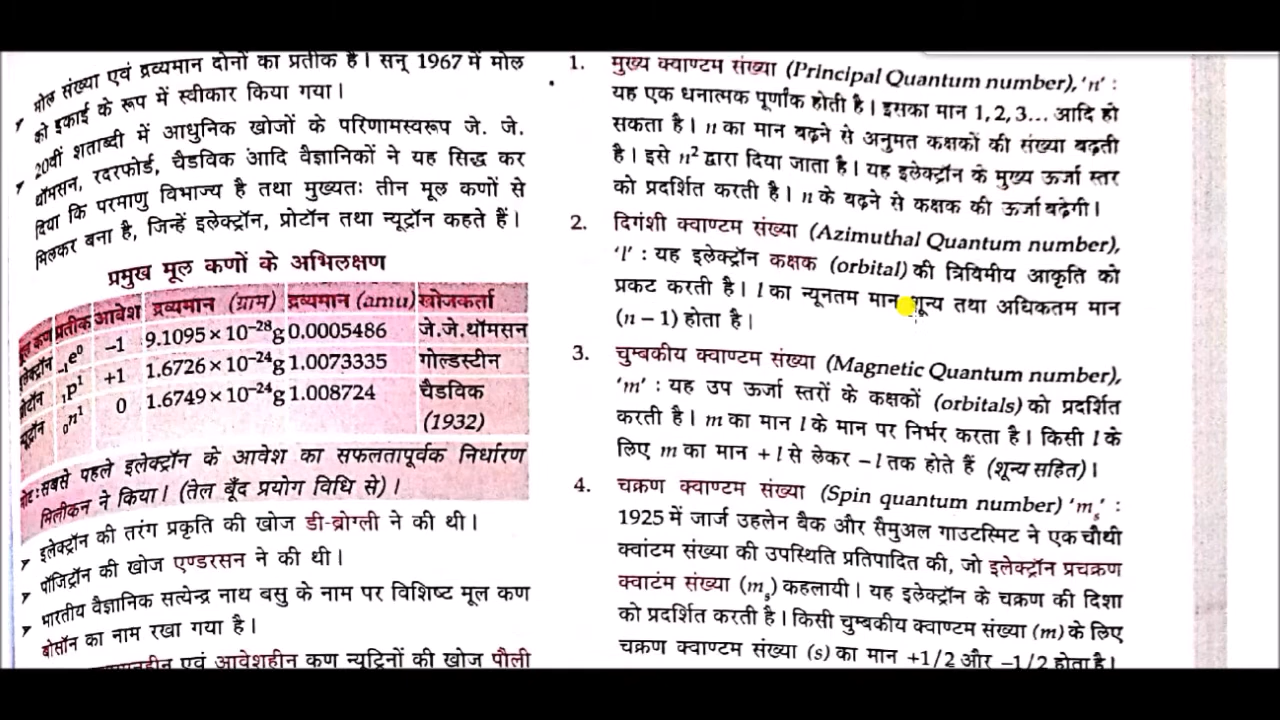 मोल संख्या एवं द्रव्यमान दोनों का प्रतीक है। सन् 1967 में मोल
को इकाई के रूप में स्वीकार किया गया।
20वीं शताब्दी में आधुनिक खोजों के परिणामस्वरूप जे. जे.
थॉमसन, रदरफोर्ड, चैडविक आदि वैज्ञानिकों ने यह सिद्ध कर
दिया कि परमाणु विभाज्य है तथा मुख्यतः तीन मूल कणों से
मिलकर बना है, जिन्हें इलेक्ट्रॉन, प्रोटॉन तथा न्यूट्रॉन कहते हैं।
प्रमुख मूल कणों के अभिलक्षण
मूल कण प्रतीक आवेश द्रव्यमान (ग्राम) द्रव्यमान (amu) खोजकर्ता
इलेक्ट्रॉन ₋₁e⁰ −1 9.1095 × 10⁻²⁸g 0.0005486 जे.जे.थॉमसन
प्रोटॉन ₁p¹ +1 1.6726 × 10⁻²⁴g 1.0073335 गोल्डस्टीन
न्यूट्रॉन ₀n¹ 0 1.6749 × 10⁻²⁴g 1.008724 चैडविक
(1932)
नोट : सबसे पहले इलेक्ट्रॉन के आवेश का सफलतापूर्वक निर्धारण
मिलीकन ने किया। (तेल बूँद प्रयोग विधि से)।
इलेक्ट्रॉन की तरंग प्रकृति की खोज डी-ब्रोग्ली ने की थी।
पॉजिट्रॉन की खोज एण्डरसन ने की थी।
भारतीय वैज्ञानिक सत्येन्द्र नाथ बसु के नाम पर विशिष्ट मूल कण
बोसॉन का नाम रखा गया है।
एवं आवेशहीन कण न्यूट्रिनों की खोज पौली
1. मुख्य क्वाण्टम संख्या (Principal Quantum number), 'n' :
यह एक धनात्मक पूर्णांक होती है। इसका मान 1, 2, 3... आदि हो
सकता है। n का मान बढ़ने से अनुमत कक्षकों की संख्या बढ़ती
है। इसे n² द्वारा दिया जाता है। यह इलेक्ट्रॉन के मुख्य ऊर्जा स्तर
को प्रदर्शित करती है। n के बढ़ने से कक्षक की ऊर्जा बढ़ेगी।
2. दिगंशी क्वाण्टम संख्या (Azimuthal Quantum number),
'l' : यह इलेक्ट्रॉन कक्षक (orbital) की त्रिविमीय आकृति को
प्रकट करती है। l का न्यूनतम मान शून्य तथा अधिकतम मान
(n − 1) होता है।
3. चुम्बकीय क्वाण्टम संख्या (Magnetic Quantum number),
'm' : यह उप ऊर्जा स्तरों के कक्षकों (orbitals) को प्रदर्शित
करती है। m का मान l के मान पर निर्भर करता है। किसी l के
लिए m का मान + l से लेकर − l तक होते हैं (शून्य सहित)।
4. चक्रण क्वाण्टम संख्या (Spin quantum number) 'mₛ' :
1925 में जार्ज उहलेन बैक और सैमुअल गाउटस्मिट ने एक चौथी
क्वांटम संख्या की उपस्थिति प्रतिपादित की, जो इलेक्ट्रॉन प्रचक्रण
क्वाटंम संख्या (mₛ) कहलायी। यह इलेक्ट्रॉन के चक्रण की दिशा
को प्रदर्शित करती है। किसी चुम्बकीय क्वाण्टम संख्या (m) के लिए
चक्रण क्वाण्टम संख्या (s) का मान +1/2 और −1/2 होता है।